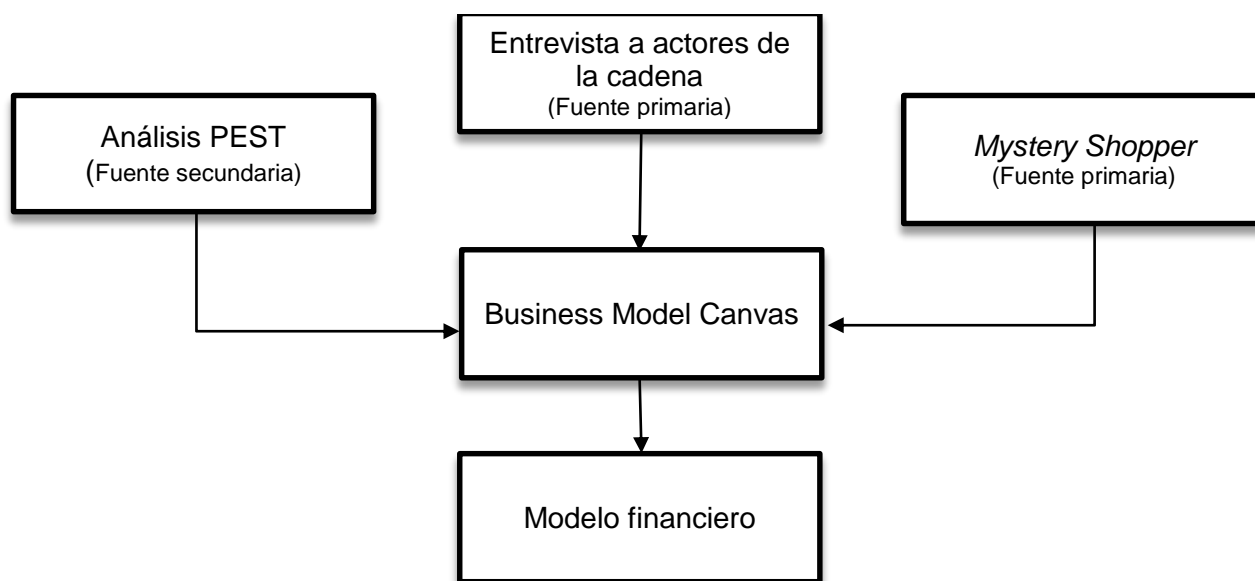 Entrevista a actores de
la cadena
(Fuente primaria)
Análisis PEST
(Fuente secundaria)
Mystery Shopper
(Fuente primaria)
Business Model Canvas
Modelo financiero